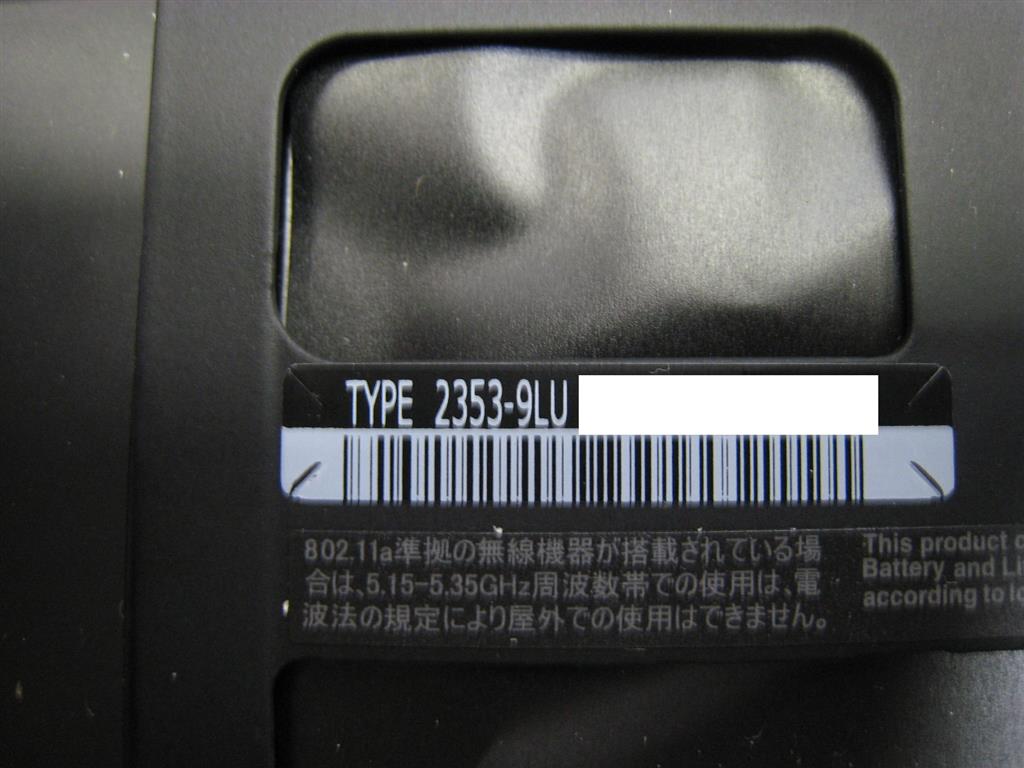 TYPE 2353-9LU
802.11a準拠の無線機器が搭載されている場
合は、5.15-5.35GHz周波数帯での使用は、電
波法の規定により屋外での使用はできません。
This product c
Battery and Li
according to lo